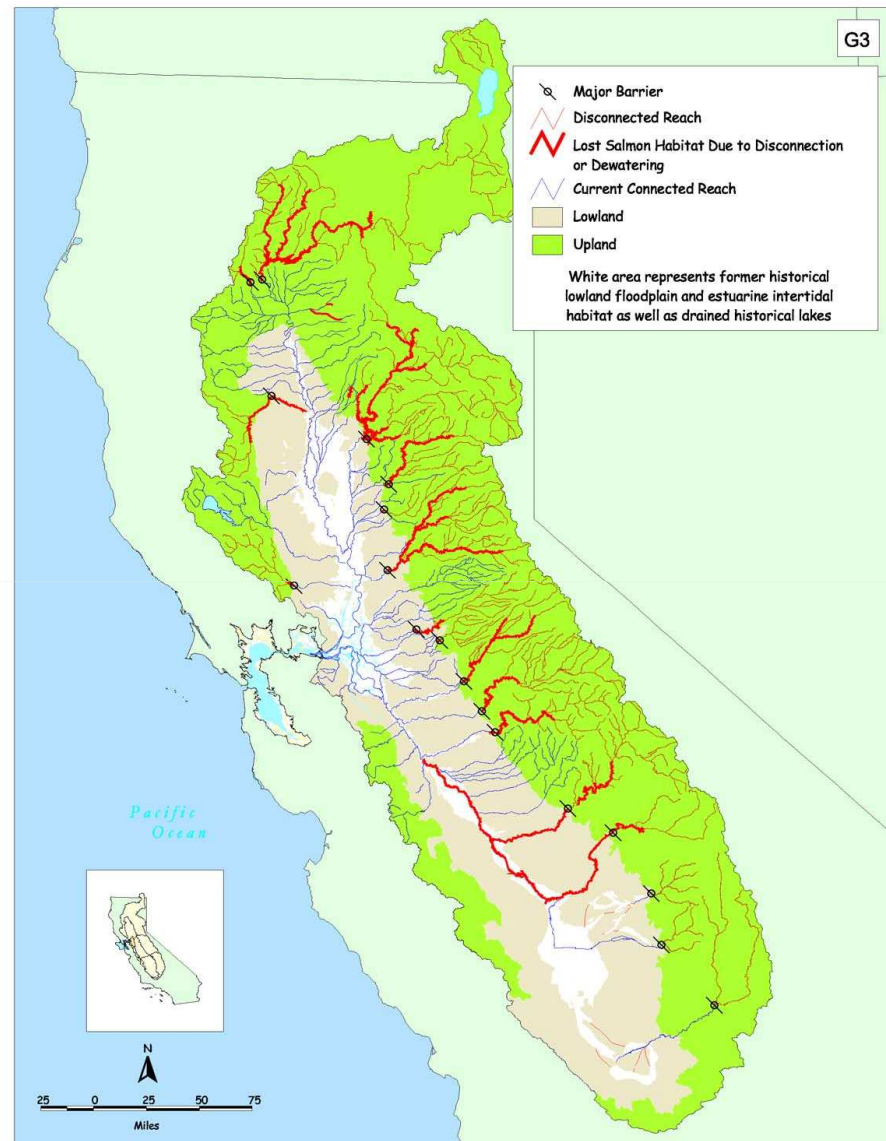 G3
Major Barrier
Disconnected Reach
Lost Salmon Habitat Due to Disconnection
or Dewatering
Current Connected Reach
Lowland
Upland
White area represents former historical
lowland floodplain and estuarine intertidal
habitat as well as drained historical lakes
Pacific
Ocean
N
25 0 25 50 75
Miles